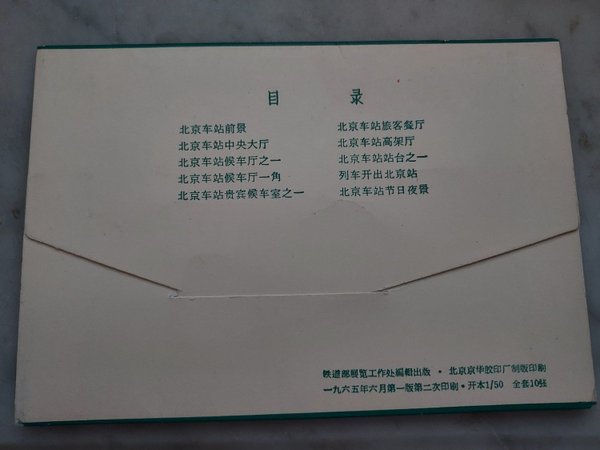 目 录
北京车站前景
北京车站中央大厅
北京车站候车厅之一
北京车站候车厅一角
北京车站贵宾候车室之一
北京车站旅客餐厅
北京车站高架厅
北京车站站台之一
列车开出北京站
北京车站节日夜景
铁道部展览工作处编辑出版·北京京华胶印厂制版印刷
一九六五年六月第一版第二次印刷·开本1/50 全套10张